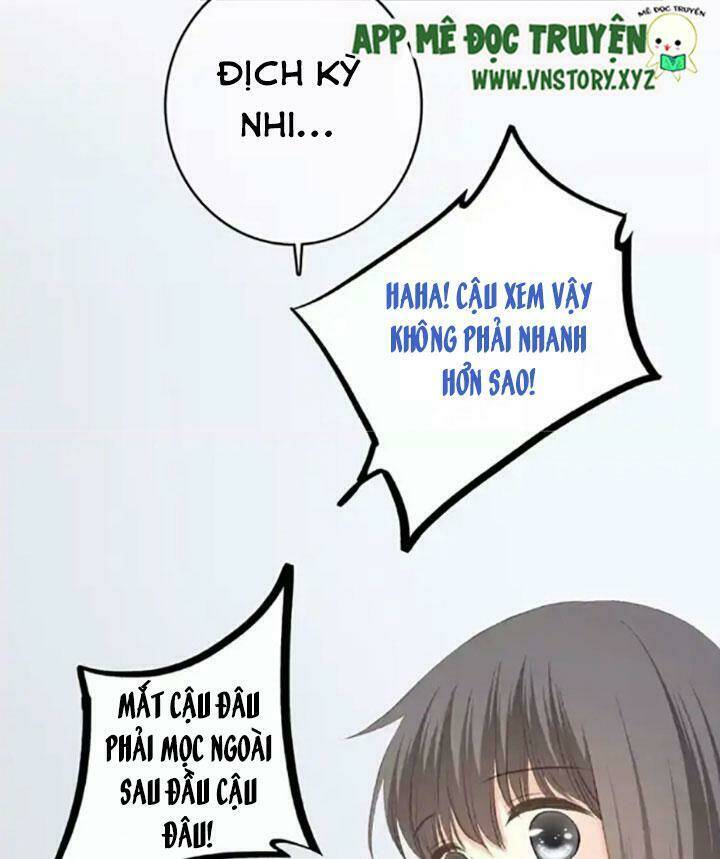 MÊ ĐỌC TRUYỆN
APP MÊ ĐỌC TRUYỆN
WWW.VNSTORY.XYZ
ĐỊCH KỲ
NHI...
HAHA! CẬU XEM VẬY
KHÔNG PHẢI NHANH
HƠN SAO!
MẮT CẬU ĐÂU
PHẢI MỌC NGOÀI
SAU ĐẦU CẬU
ĐÂU!